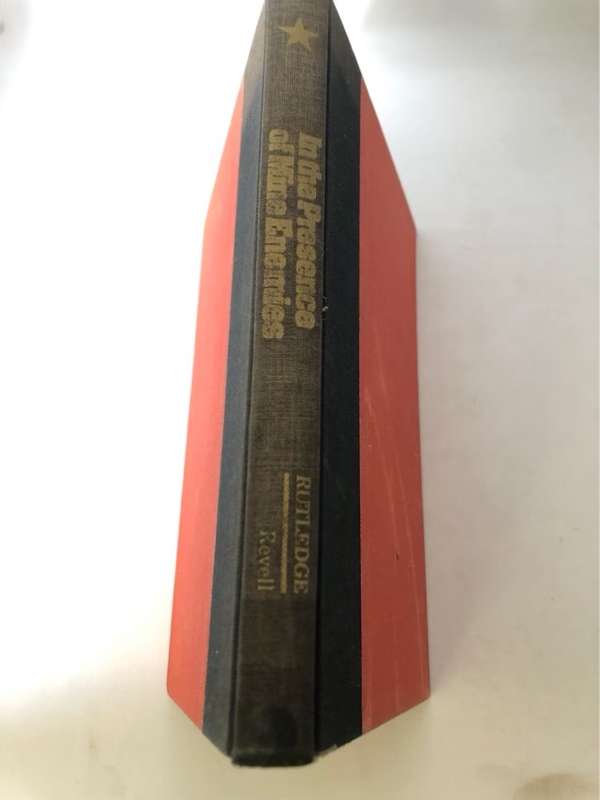 In the Presence
of Mine Enemies
RUTLEDGE
Revell